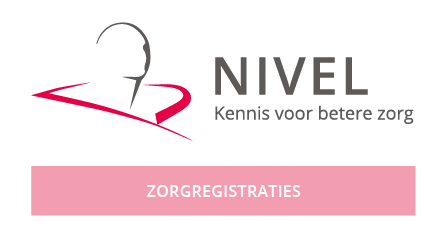 NIVEL
Kennis voor betere zorg
ZORGREGISTRATIES